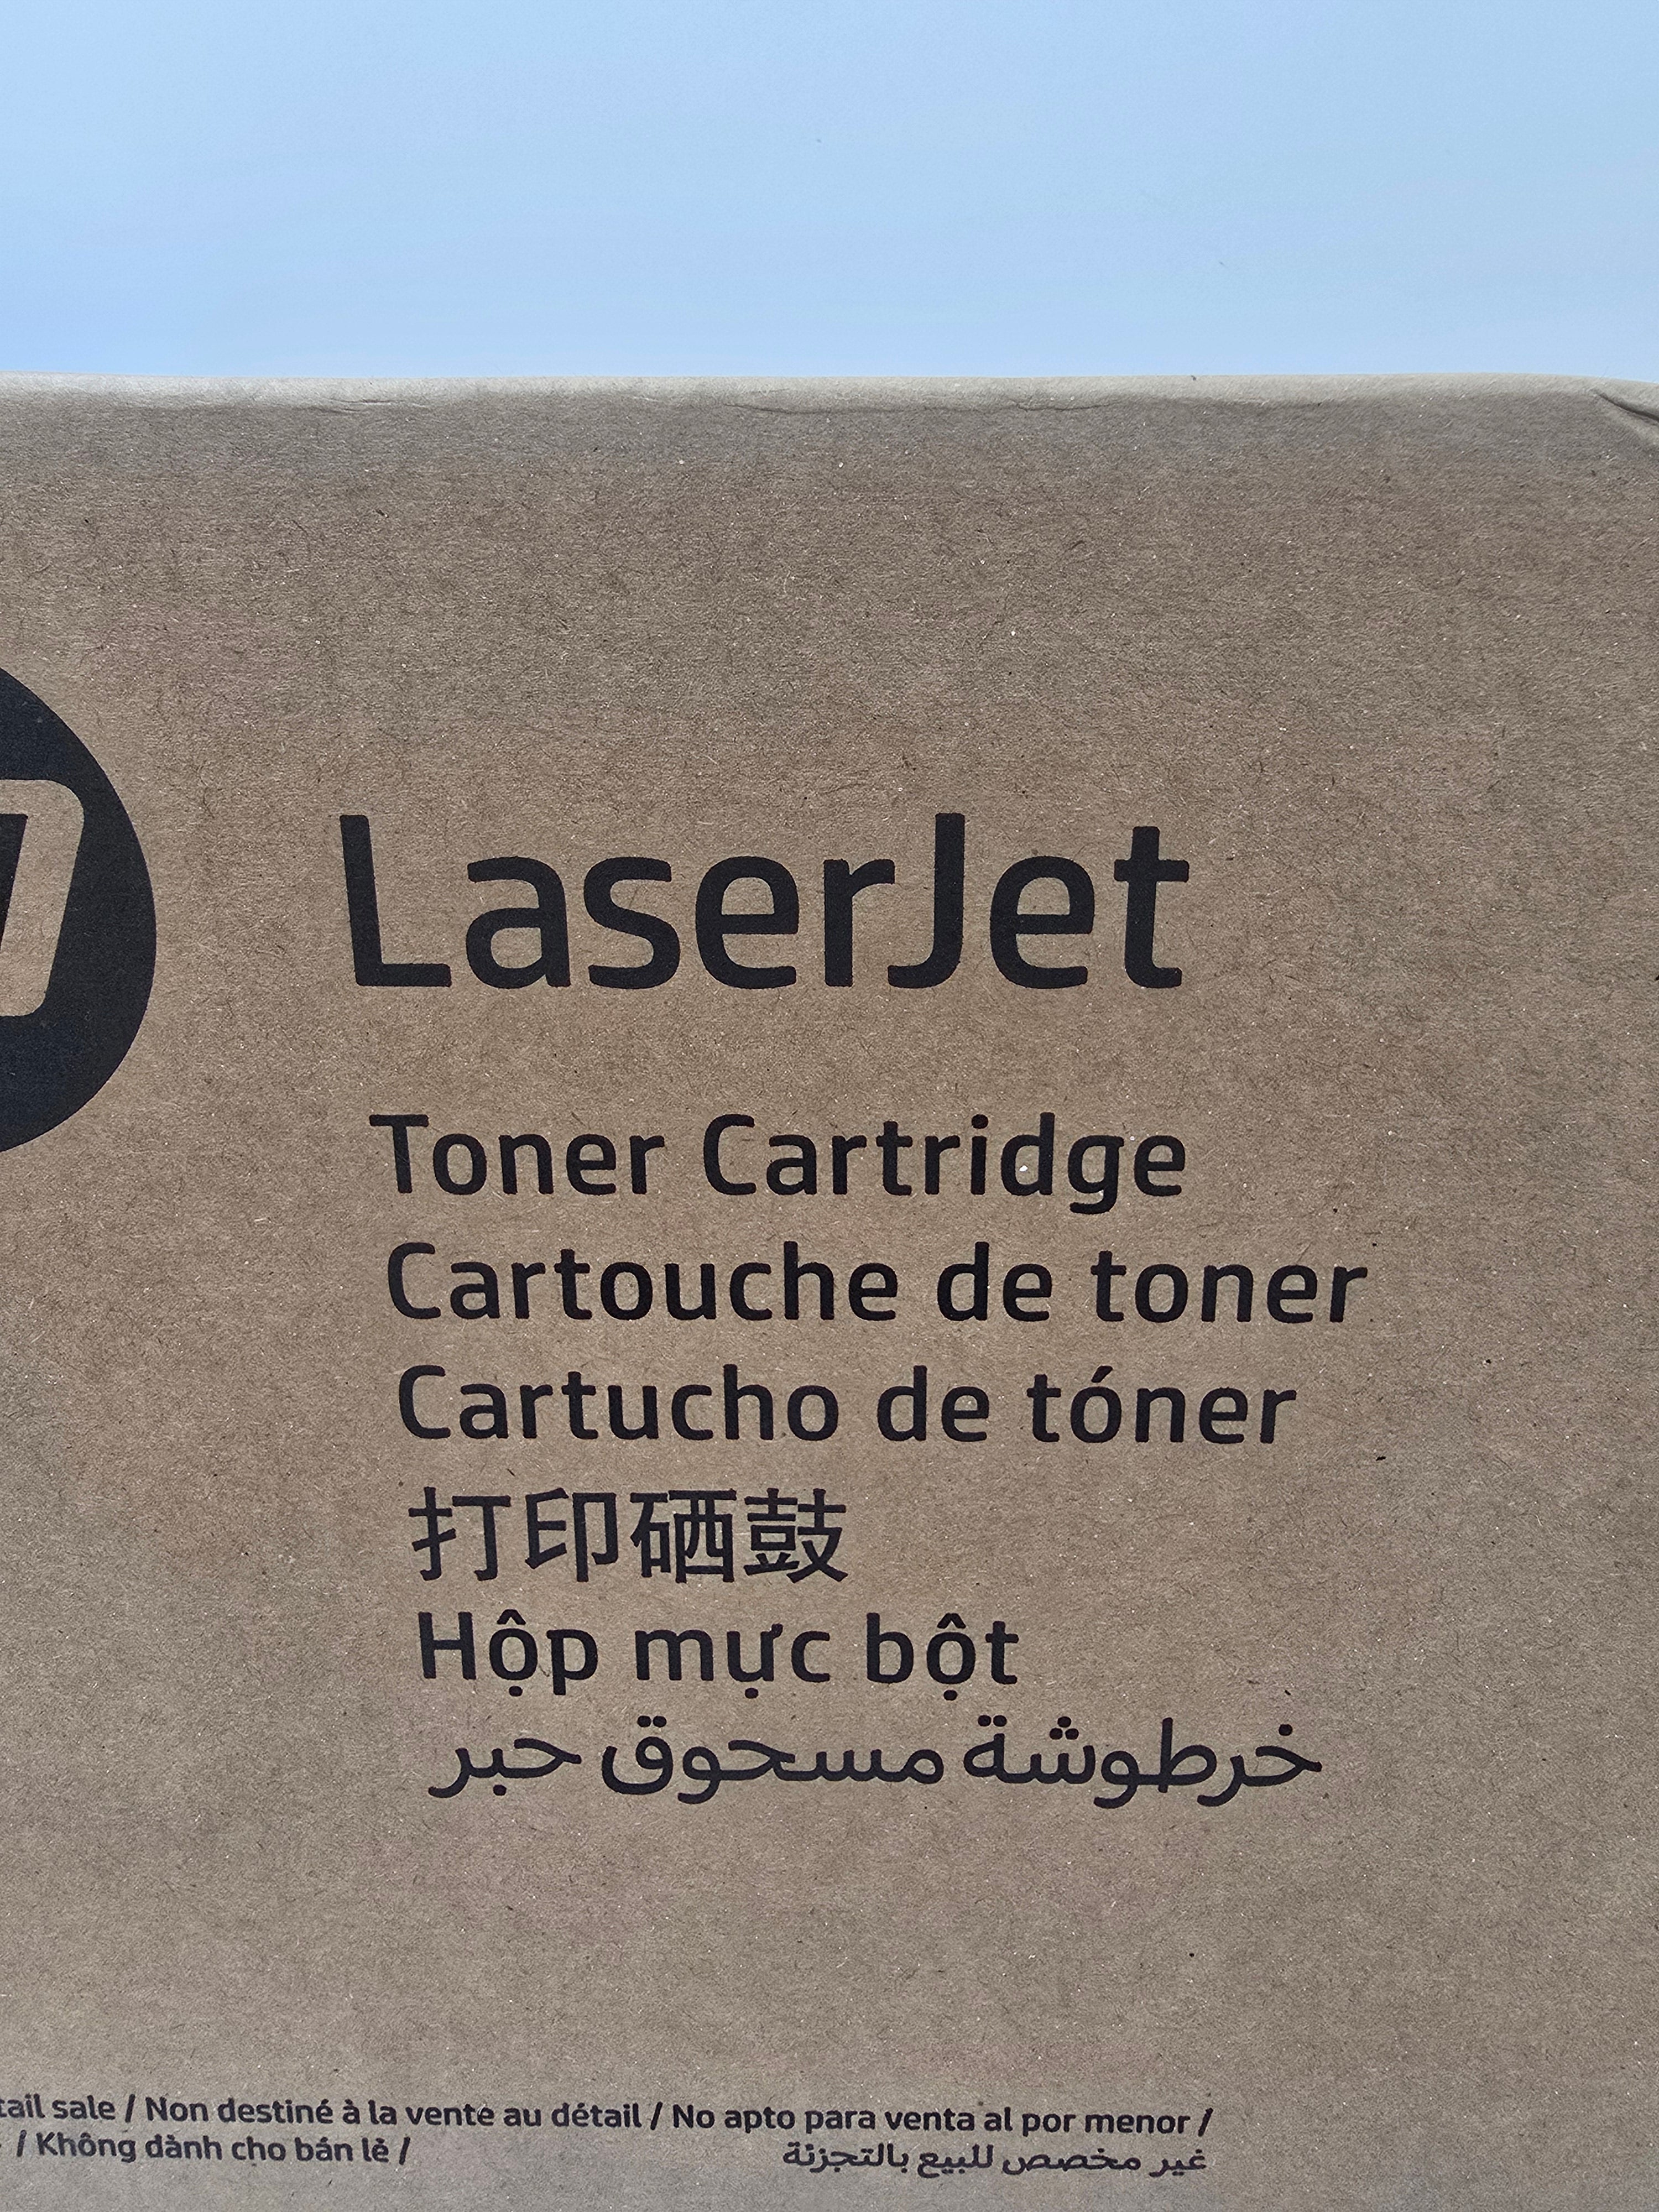 LaserJet
Toner Cartridge
Cartouche de toner
Cartucho de tóner
打印硒鼓
Hộp mực bột
خرطوشة مسحوق حبر
sale / Non destiné à la vente au détail / No apto para venta al por menor /
/ Không dành cho bán lẻ / غير مخصص للبيع بالتجزئة